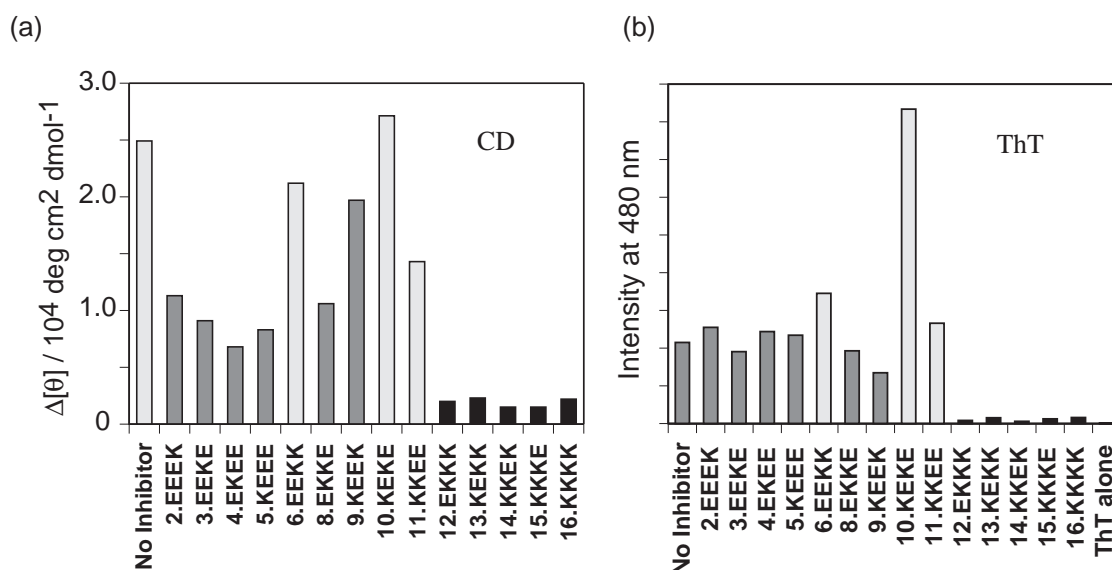 (a)
CD
Δ[θ] / 104 deg cm2 dmol-1
3.0
2.0
1.0
0
No Inhibitor
2.EEEK
3.EEKE
4.EKEE
5.KEEE
6.EEKK
8.EKKE
9.KEEK
10.KEKE
11.KKEE
12.EKKK
13.KEKK
14.KKEK
15.KKKE
16.KKKK
(b)
ThT
Intensity at 480 nm
No Inhibitor
2.EEEK
3.EEKE
4.EKEE
5.KEEE
6.EEKK
8.EKKE
9.KEEK
10.KEKE
11.KKEE
12.EKKK
13.KEKK
14.KKEK
15.KKKE
16.KKKK
ThT alone